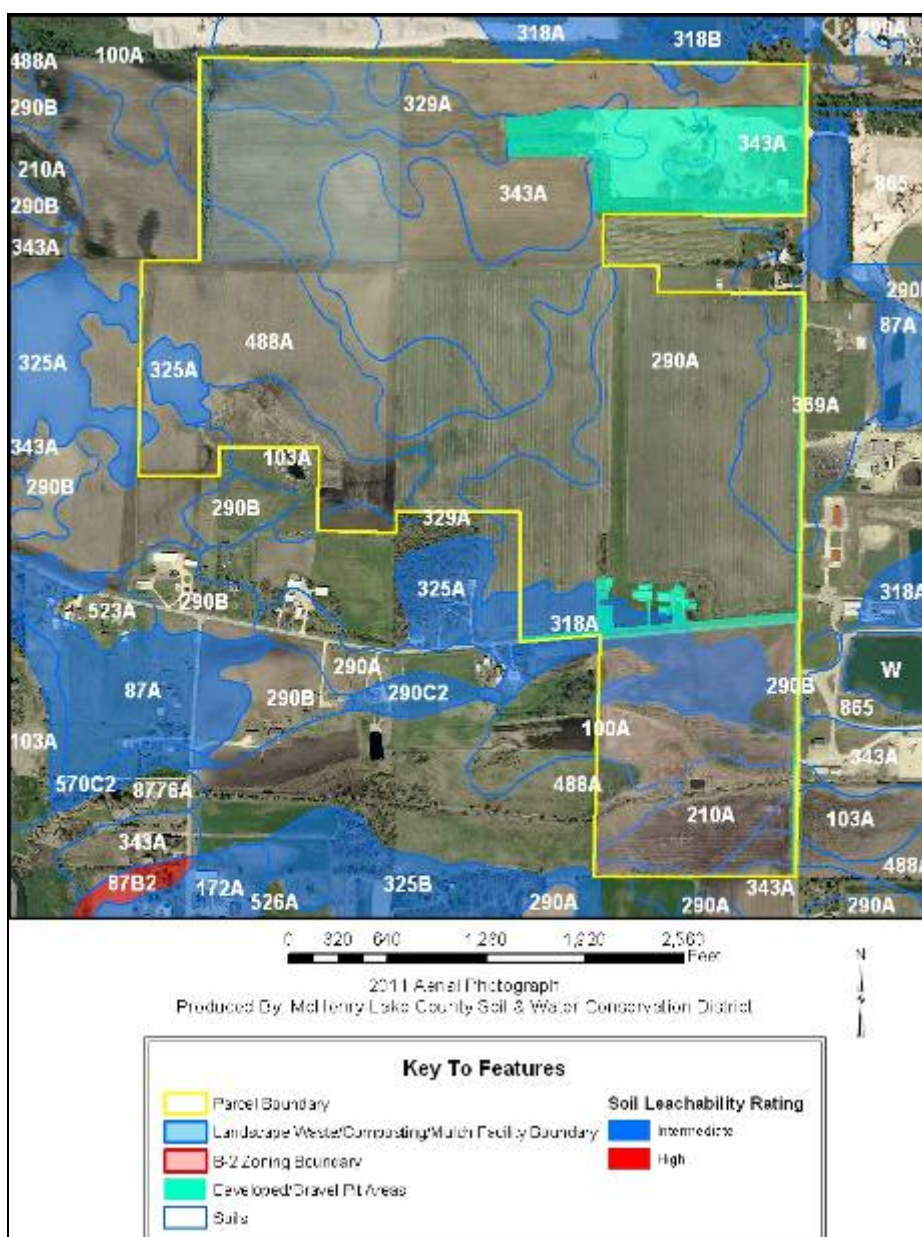 318A 290A
488A 100A 318B
290B 329A
210A 343A 343A 865
290B
343A
290B
87A
325A 325A 488A 290A
369A
343A 103A
290B 290B 329A
325A
523A 290B 318A 318A
290A 290B W
87A 290B 290C2
103A 100A 865
343A
570C2 8776A 488A
210A 103A
343A
87B2 172A 325B 343A 488A
526A 290A 290A 290A
0 320 640 1,280 1,920 2,560
Feet
N
2011 Aerial Photograph
Produced By: McHenry-Lake County Soil & Water Conservation District
Key To Features
Parcel Boundary
Landscape Waste/Composting/Mulch Facility Boundary
B-2 Zoning Boundary
Developed/Gravel Pit Areas
Soils
Soil Leachability Rating
Intermediate
High